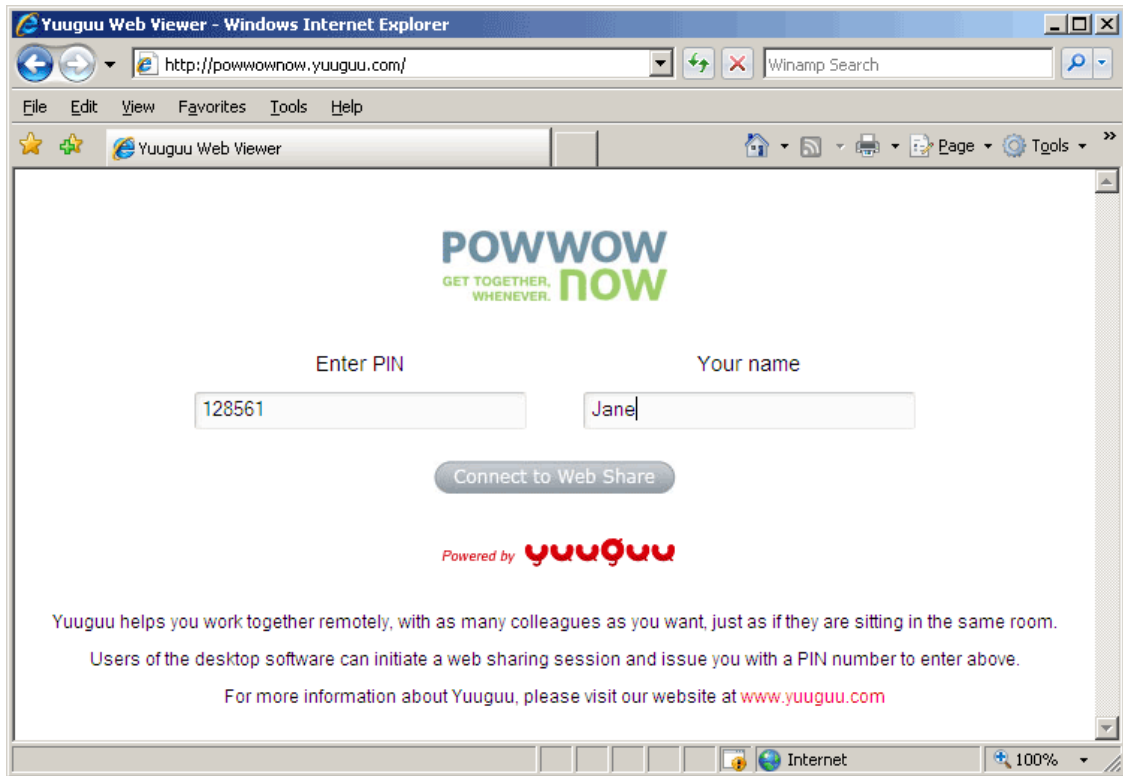 Yuuguu Web Viewer - Windows Internet Explorer
http://powwownow.yuuguu.com/
Winamp Search
File Edit View Favorites Tools Help
Yuuguu Web Viewer
Page Tools »
POWWOW
GET TOGETHER,
WHENEVER.
NOW
Enter PIN Your name
128561 Jane
Connect to Web Share
Powered by yuuguu
Yuuguu helps you work together remotely, with as many colleagues as you want, just as if they are sitting in the same room.
Users of the desktop software can initiate a web sharing session and issue you with a PIN number to enter above.
For more information about Yuuguu, please visit our website at www.yuuguu.com
Internet 100%